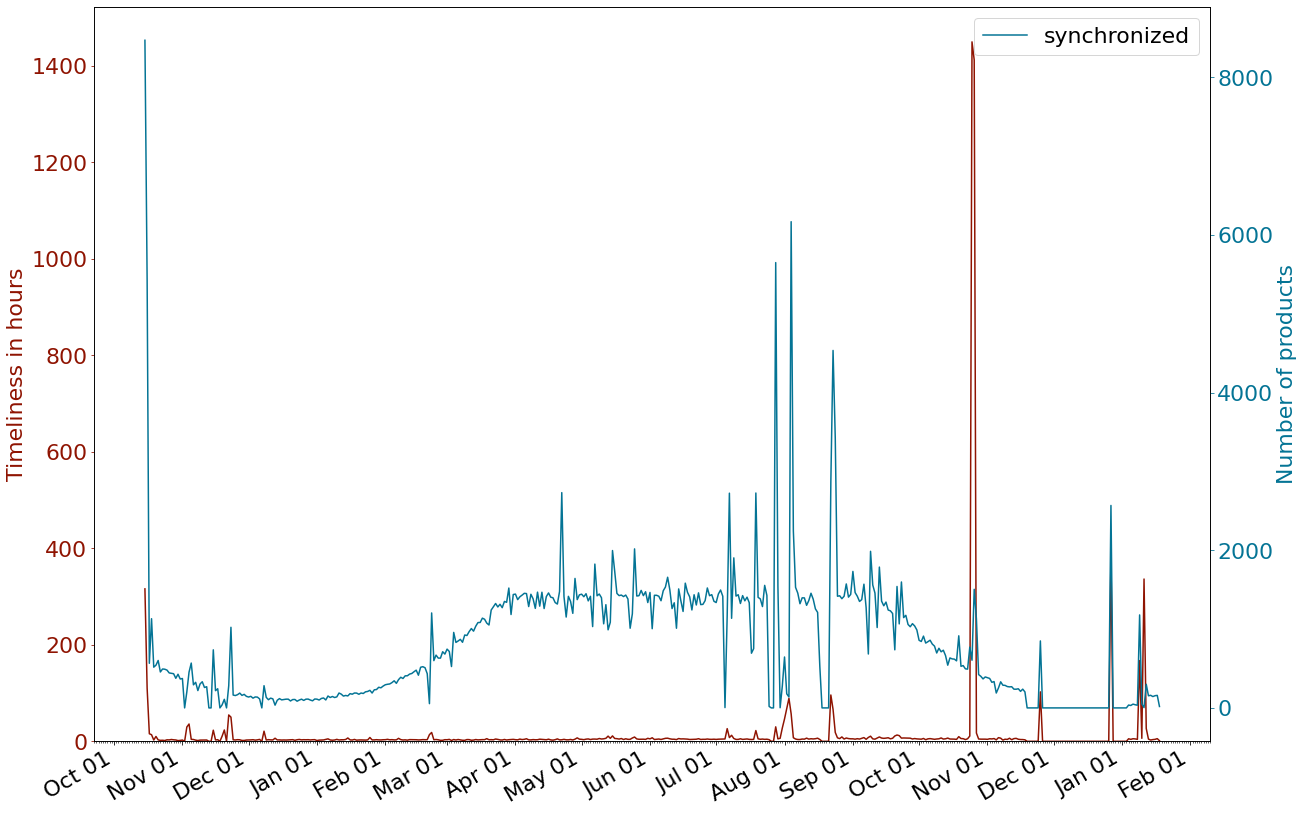 synchronized
Timeliness in hours
1400
1200
1000
800
600
400
200
0
Number of products
8000
6000
4000
2000
0
Oct 01
Nov 01
Dec 01
Jan 01
Feb 01
Mar 01
Apr 01
May 01
Jun 01
Jul 01
Aug 01
Sep 01
Oct 01
Nov 01
Dec 01
Jan 01
Feb 01